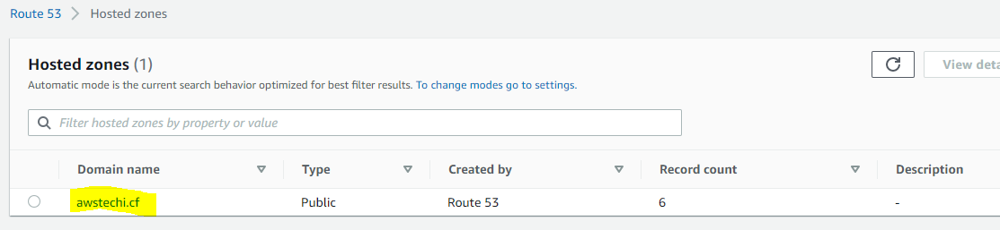 Route 53 > Hosted zones
Hosted zones (1)
View deta
Automatic mode is the current search behavior optimized for best filter results. To change modes go to settings.
Filter hosted zones by property or value
Domain name Type Created by Record count Description
awstechi.cf Public Route 53 6 -